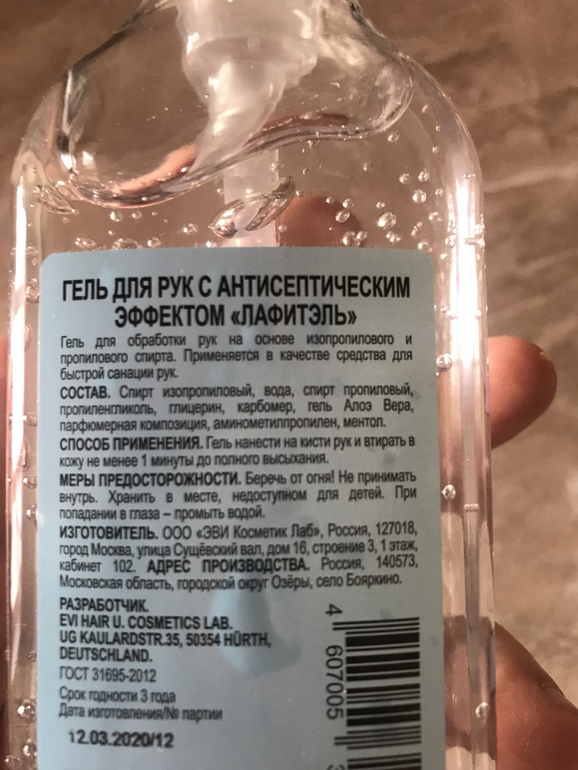 ГЕЛЬ ДЛЯ РУК С АНТИСЕПТИЧЕСКИМ
ЭФФЕКТОМ «ЛАФИТЭЛЬ»
Гель для обработки рук на основе изопропилового и
пропилового спирта. Применяется в качестве средства для
быстрой санации рук.
СОСТАВ. Спирт изопропиловый, вода, спирт пропиловый,
пропиленгликоль, глицерин, карбомер, гель Алоэ Вера,
парфюмерная композиция, аминометилпропилен, ментол.
СПОСОБ ПРИМЕНЕНИЯ. Гель нанести на кисти рук и втирать в
кожу не менее 1 минуты до полного высыхания.
МЕРЫ ПРЕДОСТОРОЖНОСТИ. Беречь от огня! Не принимать
внутрь. Хранить в месте, недоступном для детей. При
попадании в глаза – промыть водой.
ИЗГОТОВИТЕЛЬ. ООО «ЭВИ Косметик Лаб», Россия, 127018,
город Москва, улица Сущёвский вал, дом 16, строение 3, 1 этаж,
кабинет 102. АДРЕС ПРОИЗВОДСТВА. Россия, 140573,
Московская область, городской округ Озёры, село Бояркино.
РАЗРАБОТЧИК.
EVI HAIR U. COSMETICS LAB.
UG KAULARDSTR.35, 50354 HÜRTH,
DEUTSCHLAND.
ГОСТ 31695-2012
Срок годности 3 года
Дата изготовления/№ партии
12.03.2020/12
4 607005